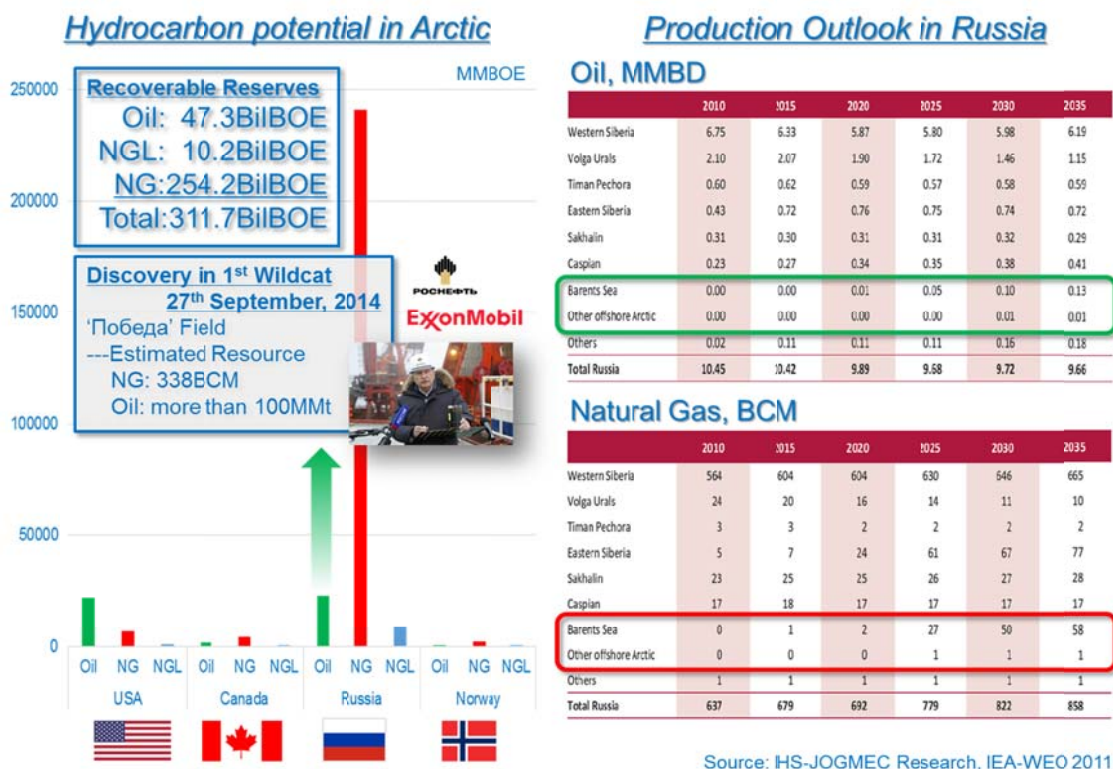 Hydrocarbon potential in Arctic
MMBOE
250000
200000
150000
100000
50000
0
Recoverable Reserves
Oil: 47.3BilBOE
NGL: 10.2BilBOE
NG:254.2BilBOE
Total:311.7BilBOE
Discovery in 1st Wildcat
27th September, 2014
'Победа' Field
---Estimated Resource
NG: 338BCM
Oil: more than 100MMt
РОСНЕФТЬ
ExxonMobil
Oil NG NGL Oil NG NGL Oil NG NGL Oil NG NGL
USA Canada Russia Norway
Production Outlook in Russia
Oil, MMBD
2010 2015 2020 2025 2030 2035
Western Siberia 6.75 6.33 5.87 5.80 5.98 6.19
Volga Urals 2.10 2.07 1.90 1.72 1.46 1.15
Timan Pechora 0.60 0.62 0.59 0.57 0.58 0.59
Eastern Siberia 0.43 0.72 0.76 0.75 0.74 0.72
Sakhalin 0.31 0.30 0.31 0.31 0.32 0.29
Caspian 0.23 0.27 0.34 0.35 0.38 0.41
Barents Sea 0.00 0.00 0.01 0.05 0.10 0.13
Other offshore Arctic 0.00 0.00 0.00 0.00 0.01 0.01
Others 0.02 0.11 0.11 0.11 0.16 0.18
Total Russia 10.45 10.42 9.89 9.68 9.72 9.66
Natural Gas, BCM
2010 2015 2020 2025 2030 2035
Western Siberia 564 604 604 630 646 665
Volga Urals 24 20 16 14 11 10
Timan Pechora 3 3 2 2 2 2
Eastern Siberia 5 7 24 61 67 77
Sakhalin 23 25 25 26 27 28
Caspian 17 18 17 17 17 17
Barents Sea 0 1 2 27 50 58
Other offshore Arctic 0 0 0 1 1 1
Others 1 1 1 1 1 1
Total Russia 637 679 692 779 822 858
Source: HS-JOGMEC Research, IEA-WEO 2011